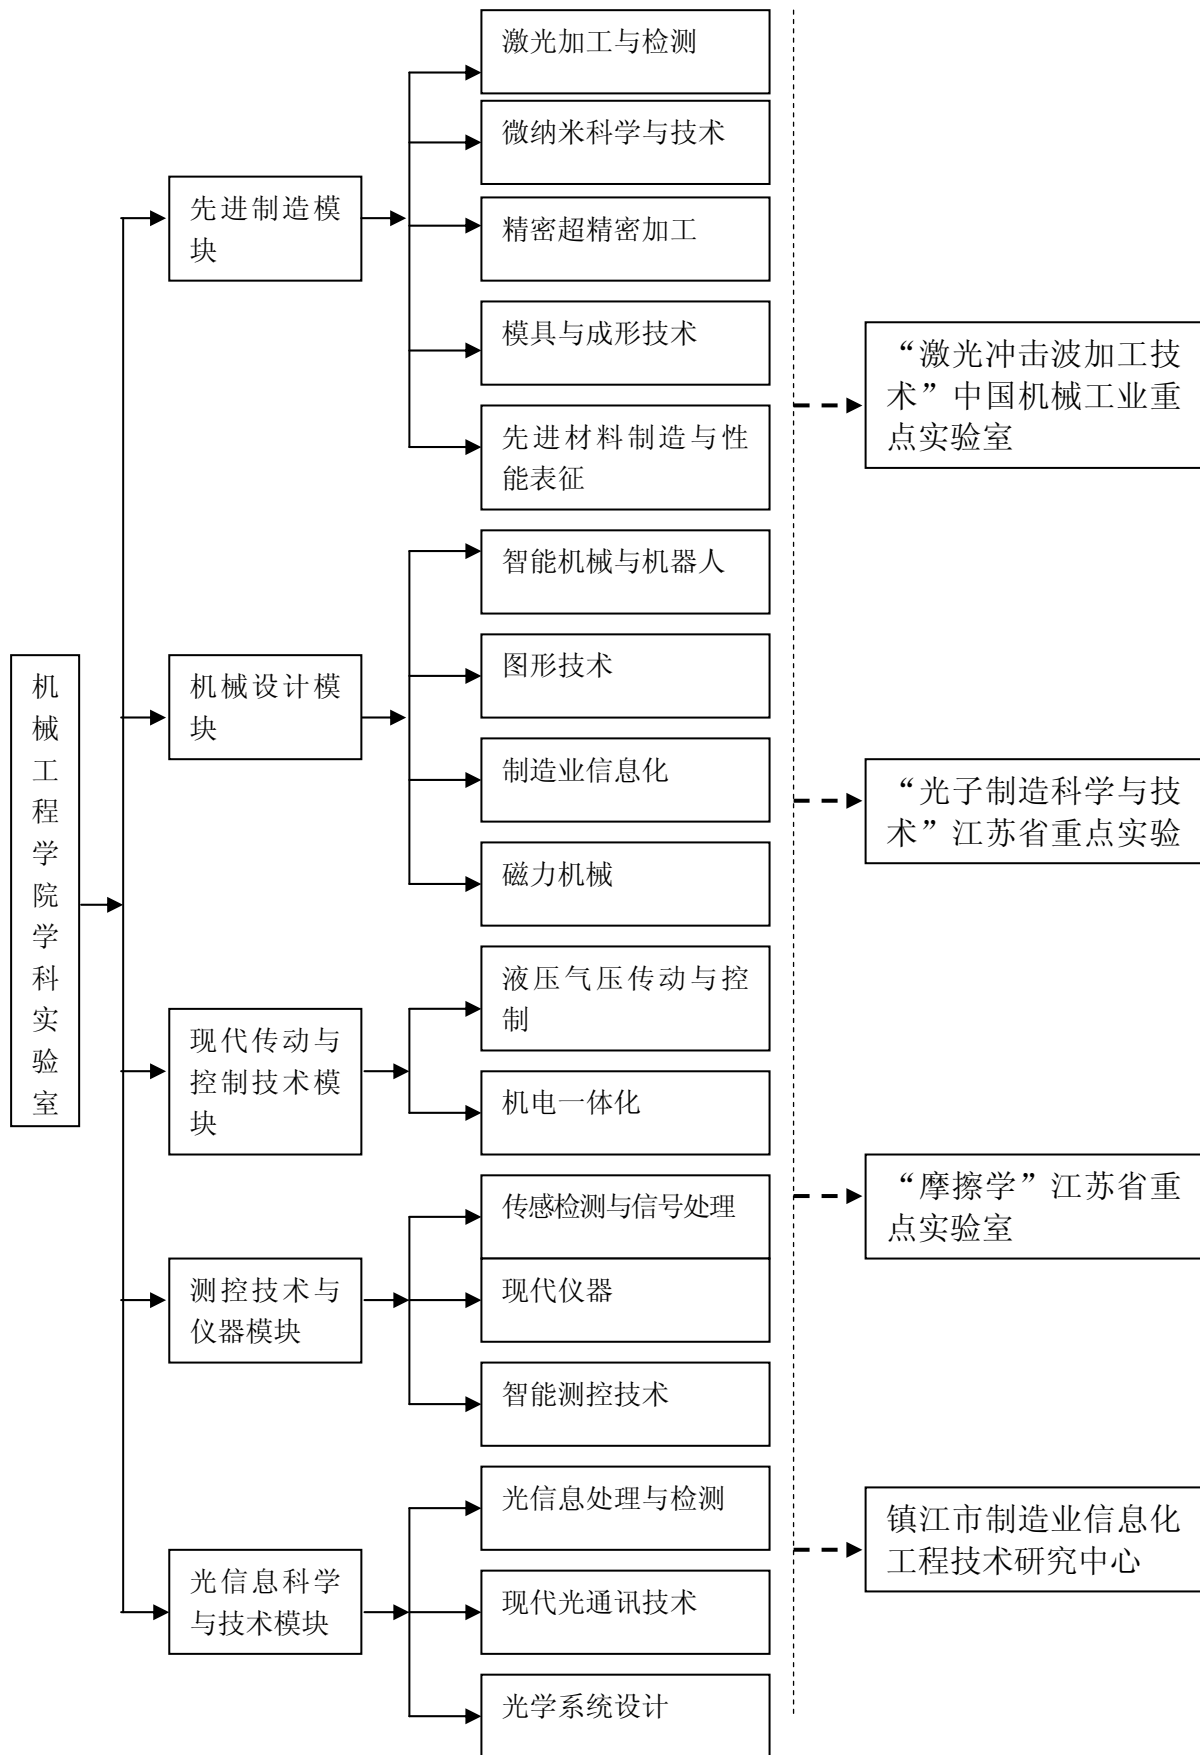 激光加工与检测
微纳米科学与技术
先进制造模
块
精密超精密加工
模具与成形技术
先进材料制造与性
能表征
“激光冲击波加工技
术”中国机械工业重
点实验室
智能机械与机器人
图形技术
机械设计模
块
制造业信息化
磁力机械
“光子制造科学与技
术”江苏省重点实验
机
械
工
程
学
院
学
科
实
验
室
液压气压传动与控
制
现代传动与
控制技术模
块
机电一体化
“摩擦学”江苏省重
点实验室
传感检测与信号处理
测控技术与
仪器模块
现代仪器
智能测控技术
光信息处理与检测
镇江市制造业信息化
工程技术研究中心
光信息科学
与技术模块
现代光通讯技术
光学系统设计